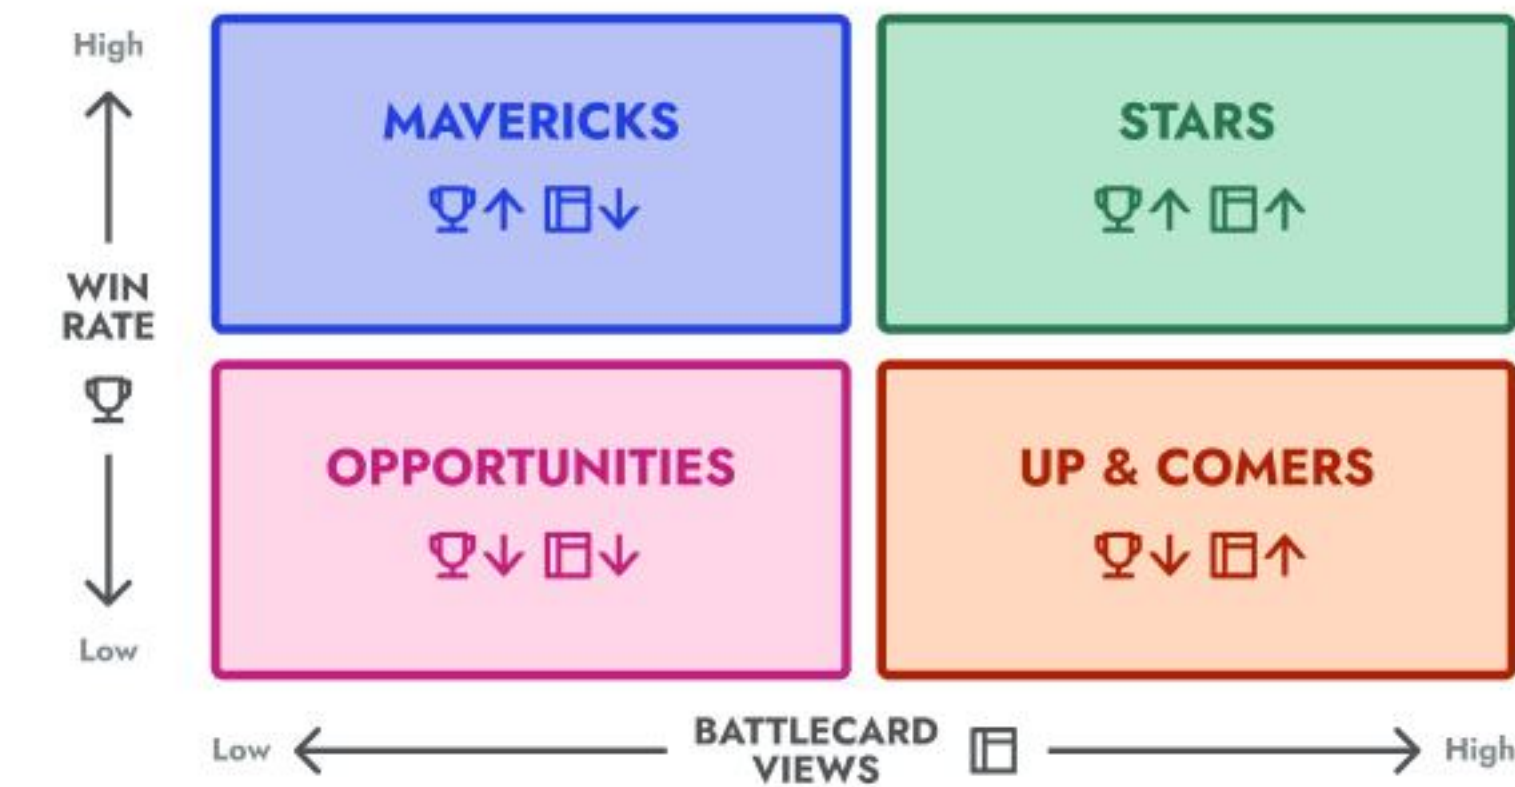 High
MAVERICKS
STARS
WIN
RATE
OPPORTUNITIES
UP & COMERS
Low
Low
BATTLECARD
VIEWS
High